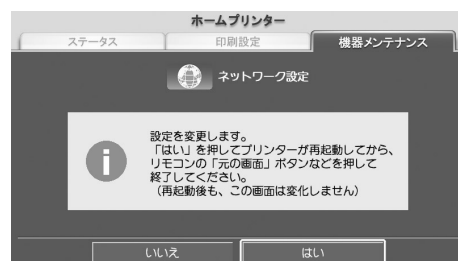 ホームプリンター
ステータス
印刷設定
機器メンテナンス
ネットワーク設定
設定を変更します。
「はい」を押してプリンターが再起動してから、
リモコンの「元の画面」ボタンなどを押して
終了してください。
（再起動後も、この画面は変化しません）
いいえ
はい